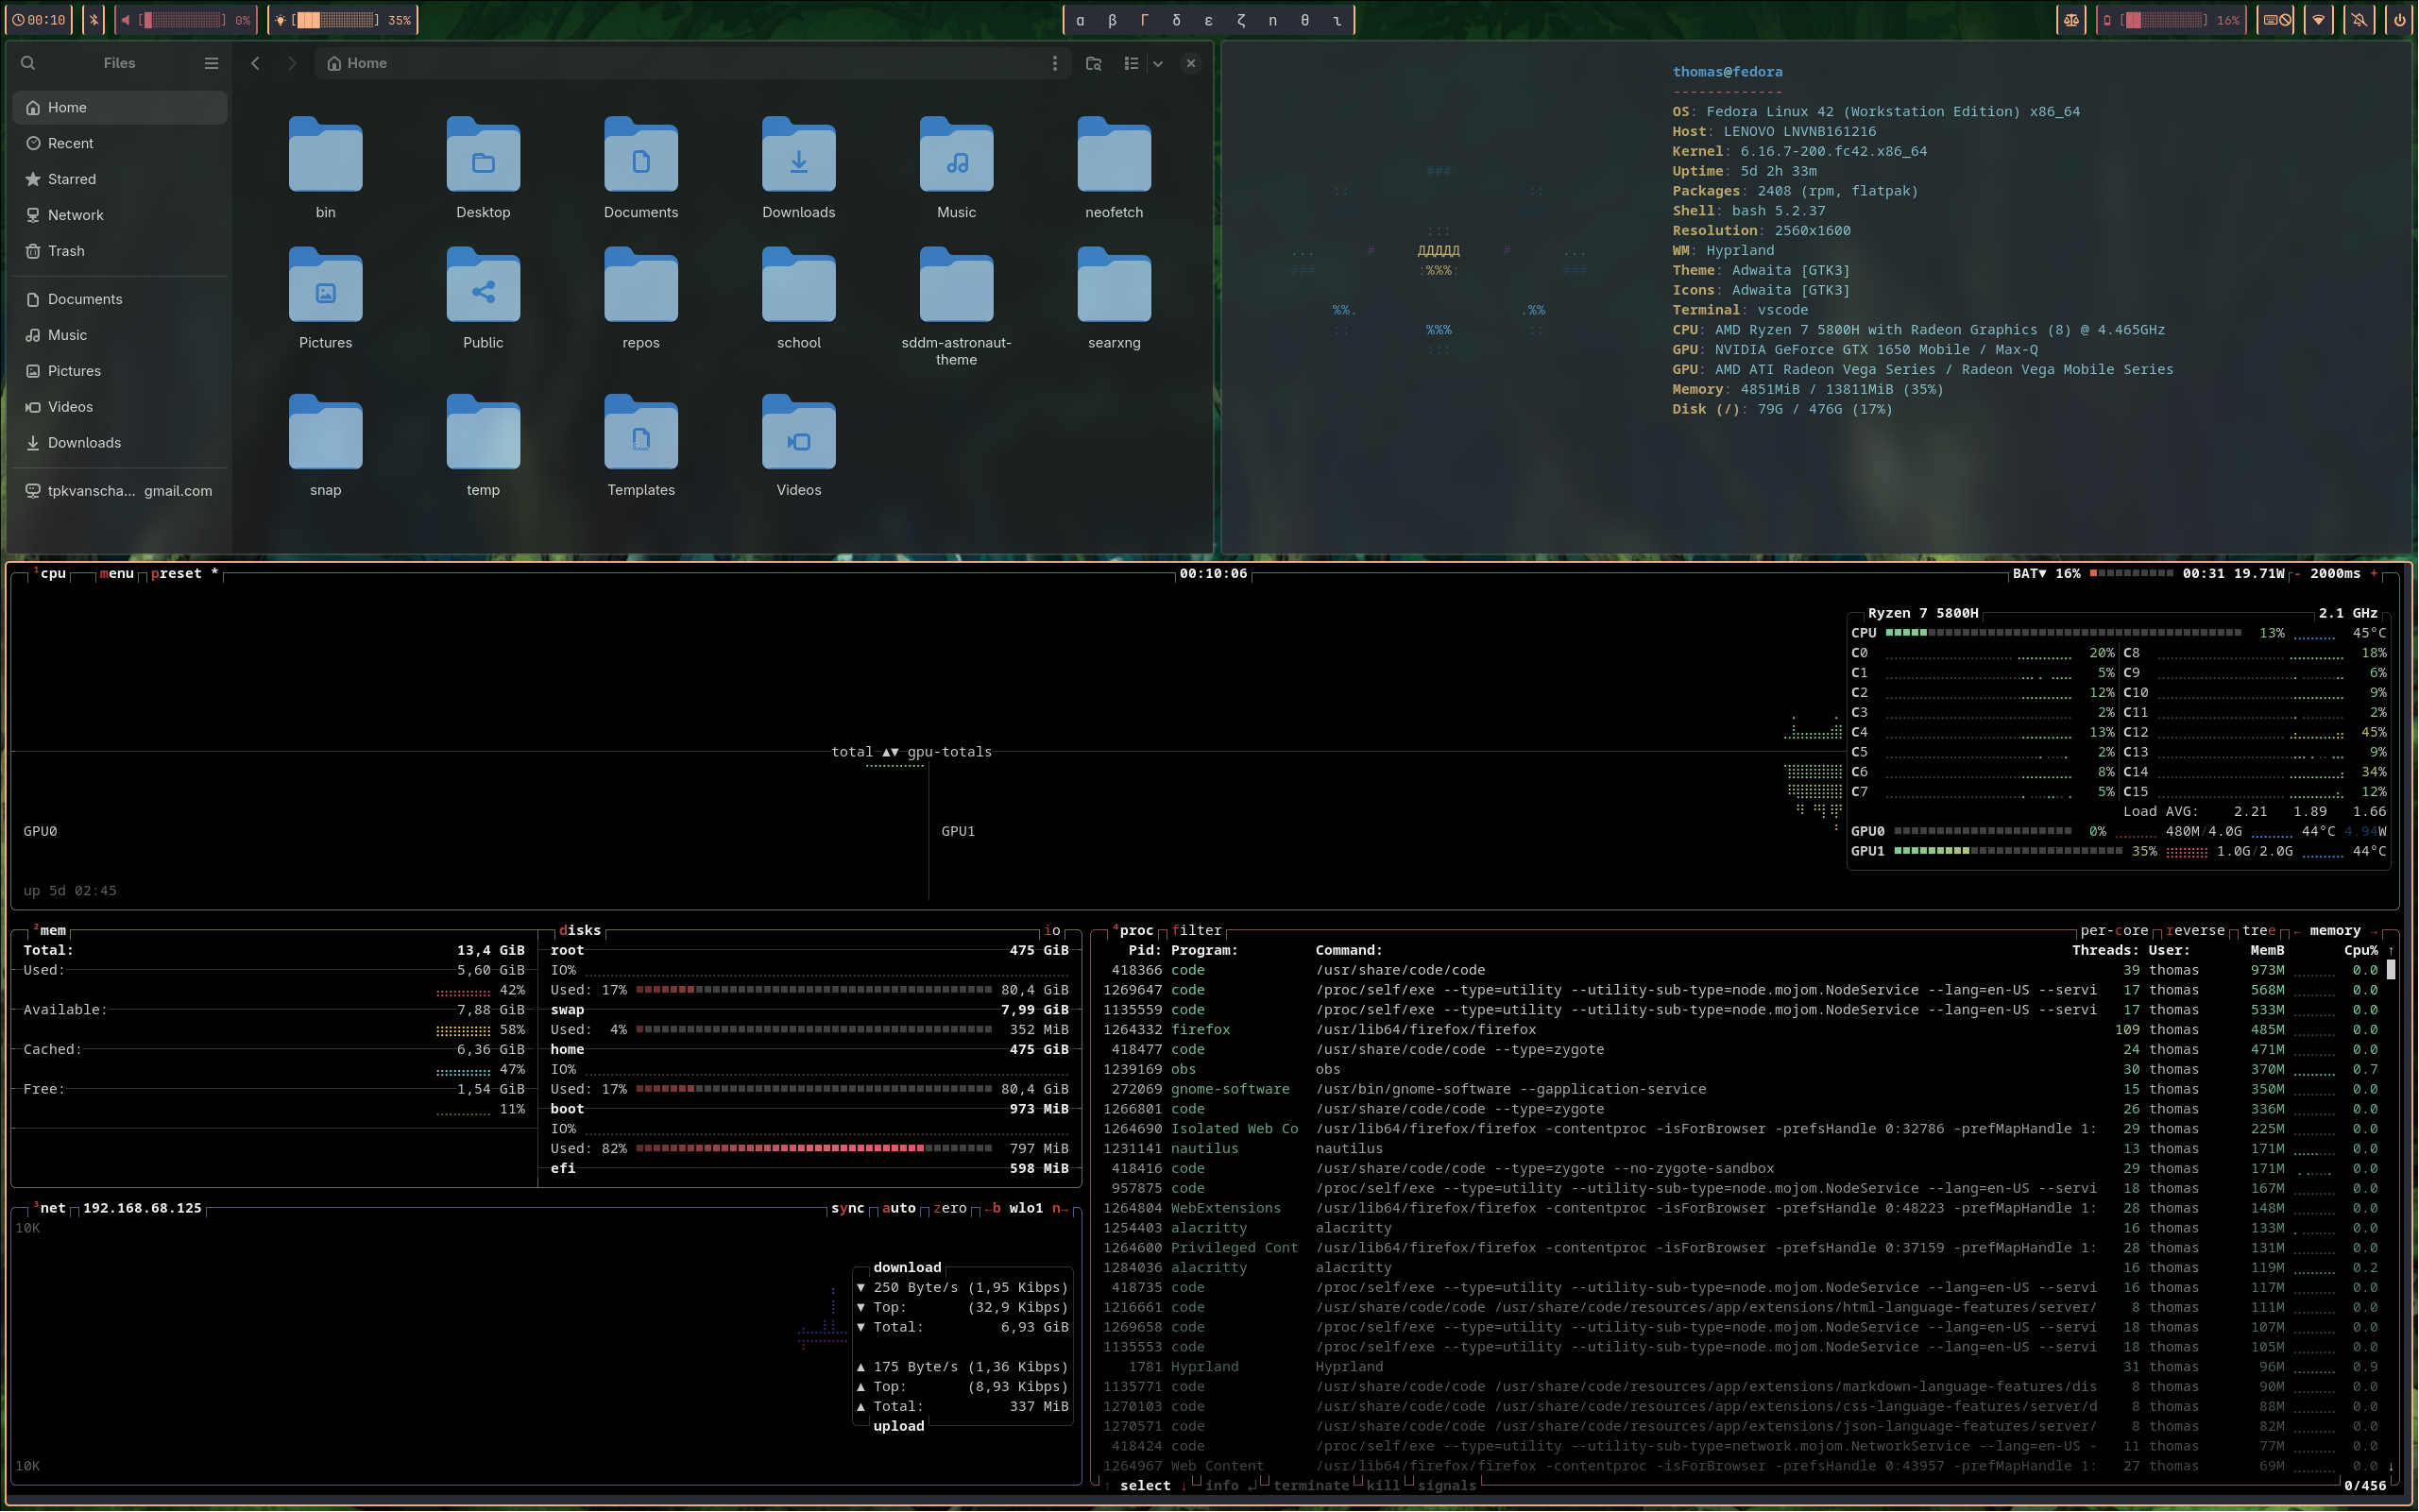 00:10
0%
35%
α β Γ δ ε ζ η θ ι
16%
Files
Home
Home
Recent
Starred
Network
Trash
Documents
Music
Pictures
Videos
Downloads
tpkvanscha... gmail.com
bin Desktop Documents Downloads Music neofetch
Pictures Public repos school sddm-astronaut-theme searxng
snap temp Templates Videos
thomas@fedora
-------------
OS: Fedora Linux 42 (Workstation Edition) x86_64
Host: LENOVO LNVNB161216
Kernel: 6.16.7-200.fc42.x86_64
Uptime: 5d 2h 33m
Packages: 2408 (rpm, flatpak)
Shell: bash 5.2.37
Resolution: 2560x1600
WM: Hyprland
Theme: Adwaita [GTK3]
Icons: Adwaita [GTK3]
Terminal: vscode
CPU: AMD Ryzen 7 5800H with Radeon Graphics (8) @ 4.465GHz
GPU: NVIDIA GeForce GTX 1650 Mobile / Max-Q
GPU: AMD ATI Radeon Vega Series / Radeon Vega Mobile Series
Memory: 4851MiB / 13811MiB (35%)
Disk (/): 79G / 476G (17%)
¹cpu menu preset * 00:10:06 BAT▼ 16% 00:31 19.71W - 2000ms +
Ryzen 7 5800H 2.1 GHz
CPU 13% 45°C
C0 20% C8 18%
C1 5% C9 6%
C2 12% C10 9%
C3 2% C11 2%
C4 13% C12 45%
C5 2% C13 9%
C6 8% C14 34%
C7 5% C15 12%
Load AVG: 2.21 1.89 1.66
GPU0 0% 480M/4.0G 44°C 4.94W
GPU1 35% 1.0G/2.0G 44°C
total ▲▼ gpu-totals
GPU0 GPU1
up 5d 02:45
²mem
Total: 13,4 GiB
Used: 5,60 GiB
42%
Available: 7,88 GiB
58%
Cached: 6,36 GiB
47%
Free: 1,54 GiB
11%
disks io
root 475 GiB
IO%
Used: 17% 80,4 GiB
swap 7,99 GiB
Used: 4% 352 MiB
home 475 GiB
IO%
Used: 17% 80,4 GiB
boot 973 MiB
IO%
Used: 82% 797 MiB
efi 598 MiB
³net 192.168.68.125 sync auto zero ←b wlo1 n→
10K
download
▼ 250 Byte/s (1,95 Kibps)
▼ Top: (32,9 Kibps)
▼ Total: 6,93 GiB
▲ 175 Byte/s (1,36 Kibps)
▲ Top: (8,93 Kibps)
▲ Total: 337 MiB
upload
10K
⁴proc filter per-core reverse tree ← memory →
Pid: Program: Command: Threads: User: MemB Cpu% ↑
418366 code /usr/share/code/code 39 thomas 973M 0.0
1269647 code /proc/self/exe --type=utility --utility-sub-type=node.mojom.NodeService --lang=en-US --servi 17 thomas 568M 0.0
1135559 code /proc/self/exe --type=utility --utility-sub-type=node.mojom.NodeService --lang=en-US --servi 17 thomas 533M 0.0
1264332 firefox /usr/lib64/firefox/firefox 109 thomas 485M 0.0
418477 code /usr/share/code/code --type=zygote 24 thomas 471M 0.0
1239169 obs obs 30 thomas 370M 0.7
272069 gnome-software /usr/bin/gnome-software --gapplication-service 15 thomas 350M 0.0
1266801 code /usr/share/code/code --type=zygote 26 thomas 336M 0.0
1264690 Isolated Web Co /usr/lib64/firefox/firefox -contentproc -isForBrowser -prefsHandle 0:32786 -prefMapHandle 1: 29 thomas 225M 0.0
1231141 nautilus nautilus 13 thomas 171M 0.0
418416 code /usr/share/code/code --type=zygote --no-zygote-sandbox 29 thomas 171M 0.0
957875 code /proc/self/exe --type=utility --utility-sub-type=node.mojom.NodeService --lang=en-US --servi 18 thomas 167M 0.0
1264804 WebExtensions /usr/lib64/firefox/firefox -contentproc -isForBrowser -prefsHandle 0:48223 -prefMapHandle 1: 28 thomas 148M 0.0
1254403 alacritty alacritty 16 thomas 133M 0.0
1264600 Privileged Cont /usr/lib64/firefox/firefox -contentproc -isForBrowser -prefsHandle 0:37159 -prefMapHandle 1: 28 thomas 131M 0.0
1284036 alacritty alacritty 16 thomas 119M 0.2
418735 code /proc/self/exe --type=utility --utility-sub-type=node.mojom.NodeService --lang=en-US --servi 16 thomas 117M 0.0
1216661 code /usr/share/code/code /usr/share/code/resources/app/extensions/html-language-features/server/ 8 thomas 111M 0.0
1269658 code /proc/self/exe --type=utility --utility-sub-type=node.mojom.NodeService --lang=en-US --servi 18 thomas 107M 0.0
1135553 code /proc/self/exe --type=utility --utility-sub-type=node.mojom.NodeService --lang=en-US --servi 18 thomas 105M 0.0
1781 Hyprland Hyprland 31 thomas 96M 0.9
1135771 code /usr/share/code/code /usr/share/code/resources/app/extensions/markdown-language-features/dis 8 thomas 90M 0.0
1270103 code /usr/share/code/code /usr/share/code/resources/app/extensions/css-language-features/server/d 8 thomas 88M 0.0
1270571 code /usr/share/code/code /usr/share/code/resources/app/extensions/json-language-features/server/ 8 thomas 82M 0.0
418424 code /proc/self/exe --type=utility --utility-sub-type=network.mojom.NetworkService --lang=en-US - 11 thomas 77M 0.0
1264967 Web Content /usr/lib64/firefox/firefox -contentproc -isForBrowser -prefsHandle 0:43957 -prefMapHandle 1: 27 thomas 69M 0.0 ↓
↑ select ↓ info ↲ terminate kill signals 0/456